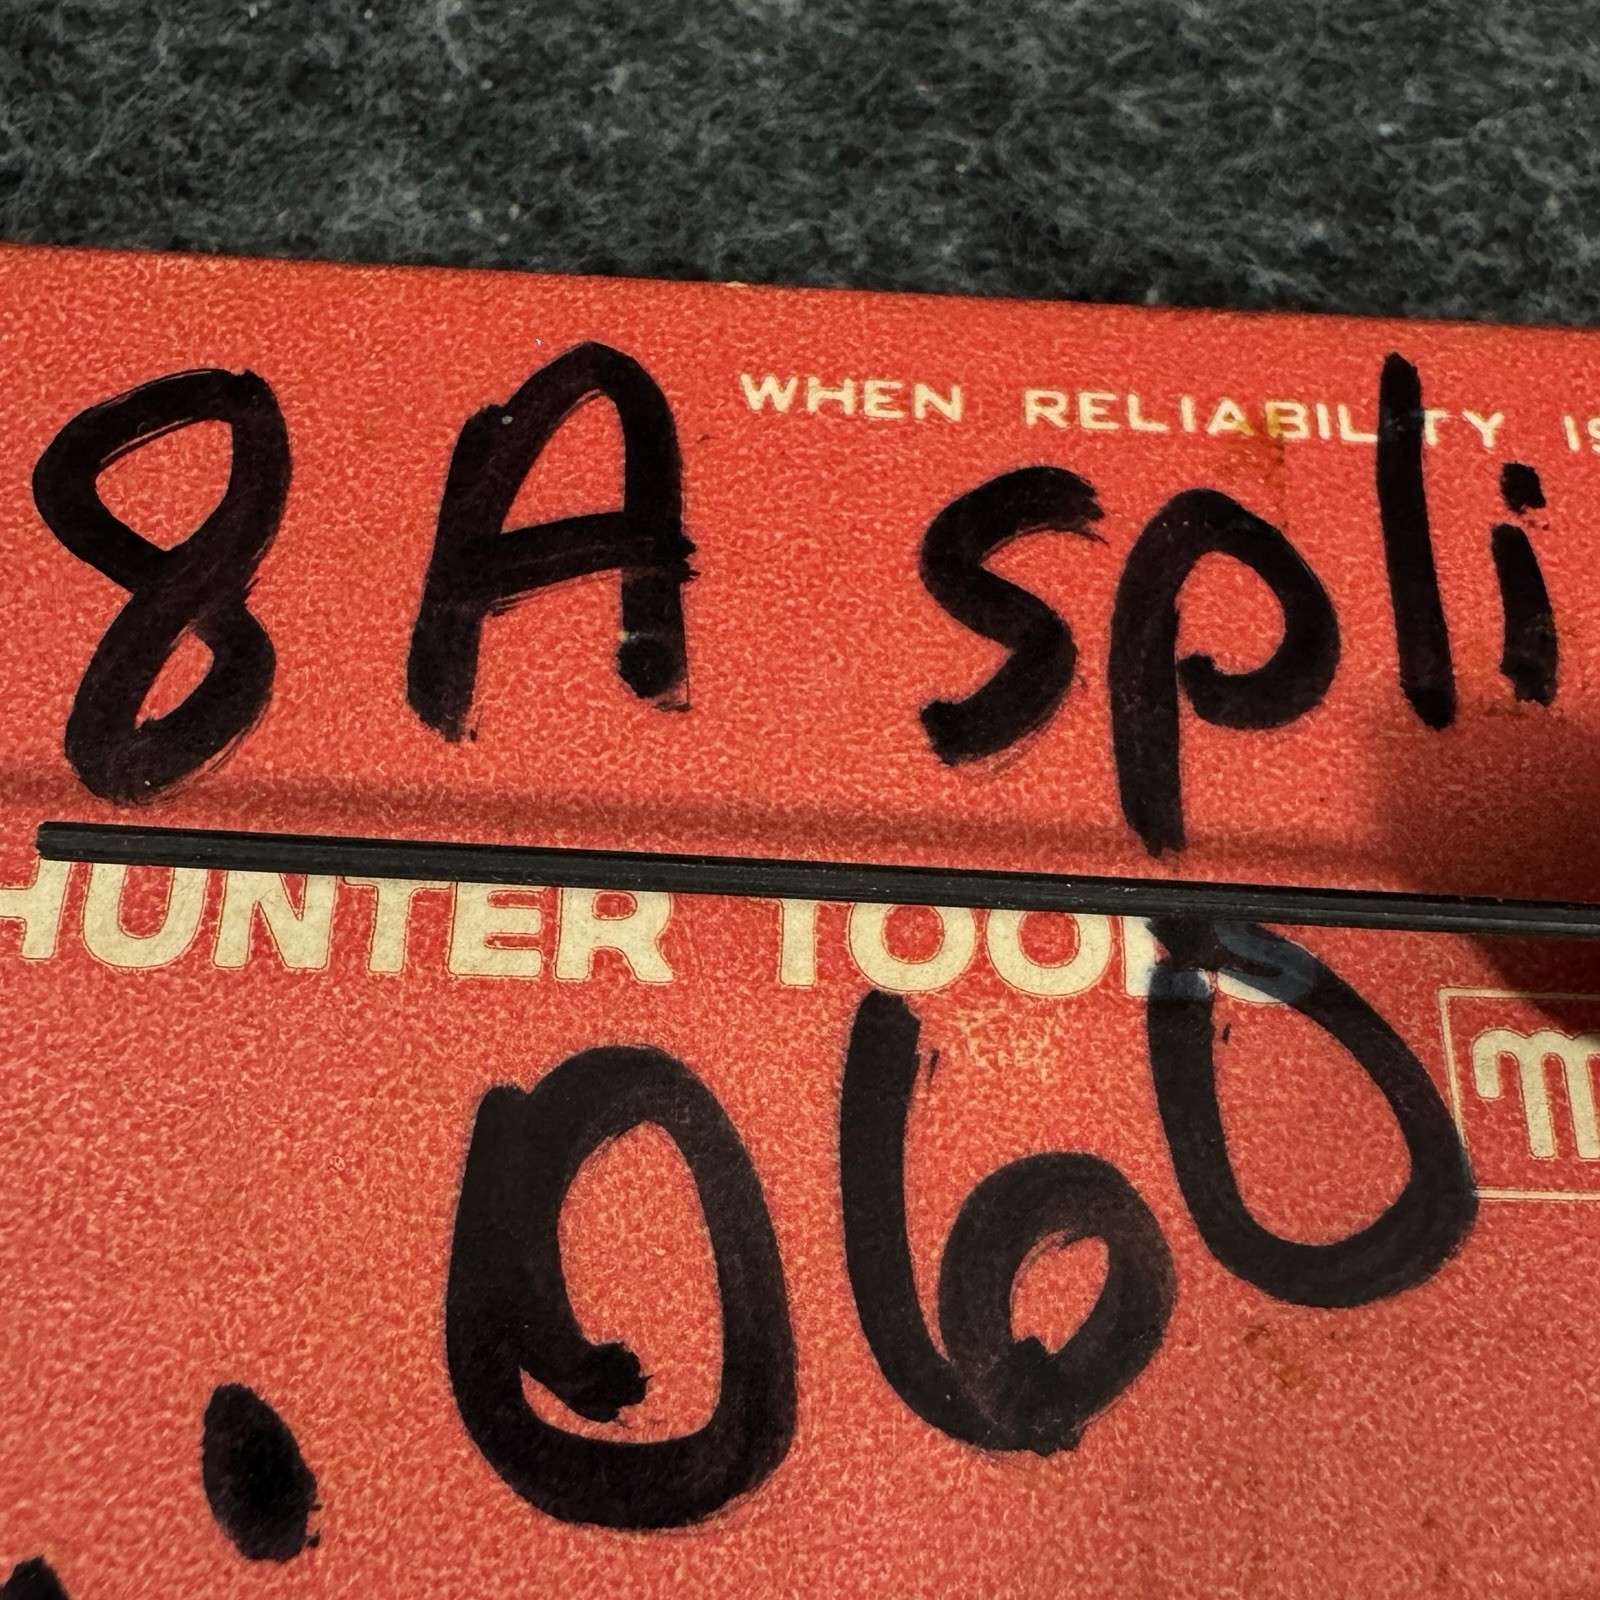 8 A spli
WHEN RELIABILITY IS
HUNTER TOOLS
.060
m